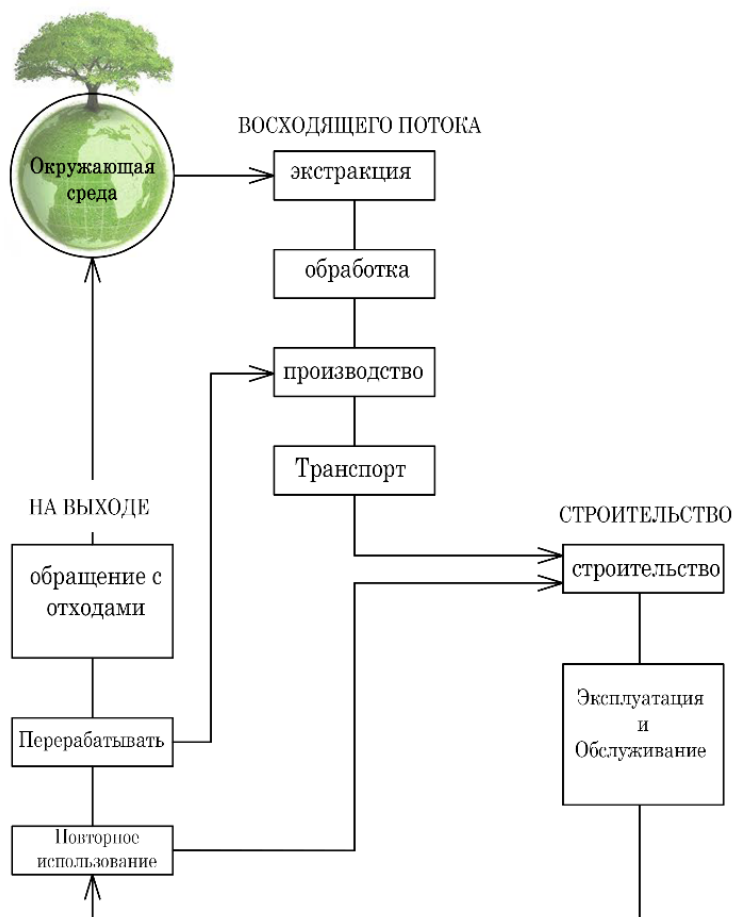 ВОСХОДЯЩЕГО ПОТОКА
Окружающая
среда
экстракция
обработка
производство
Транспорт
НА ВЫХОДЕ
обращение с
отходами
Перерабатывать
Повторное
использование
СТРОИТЕЛЬСТВО
строительство
Эксплуатация
и
Обслуживание